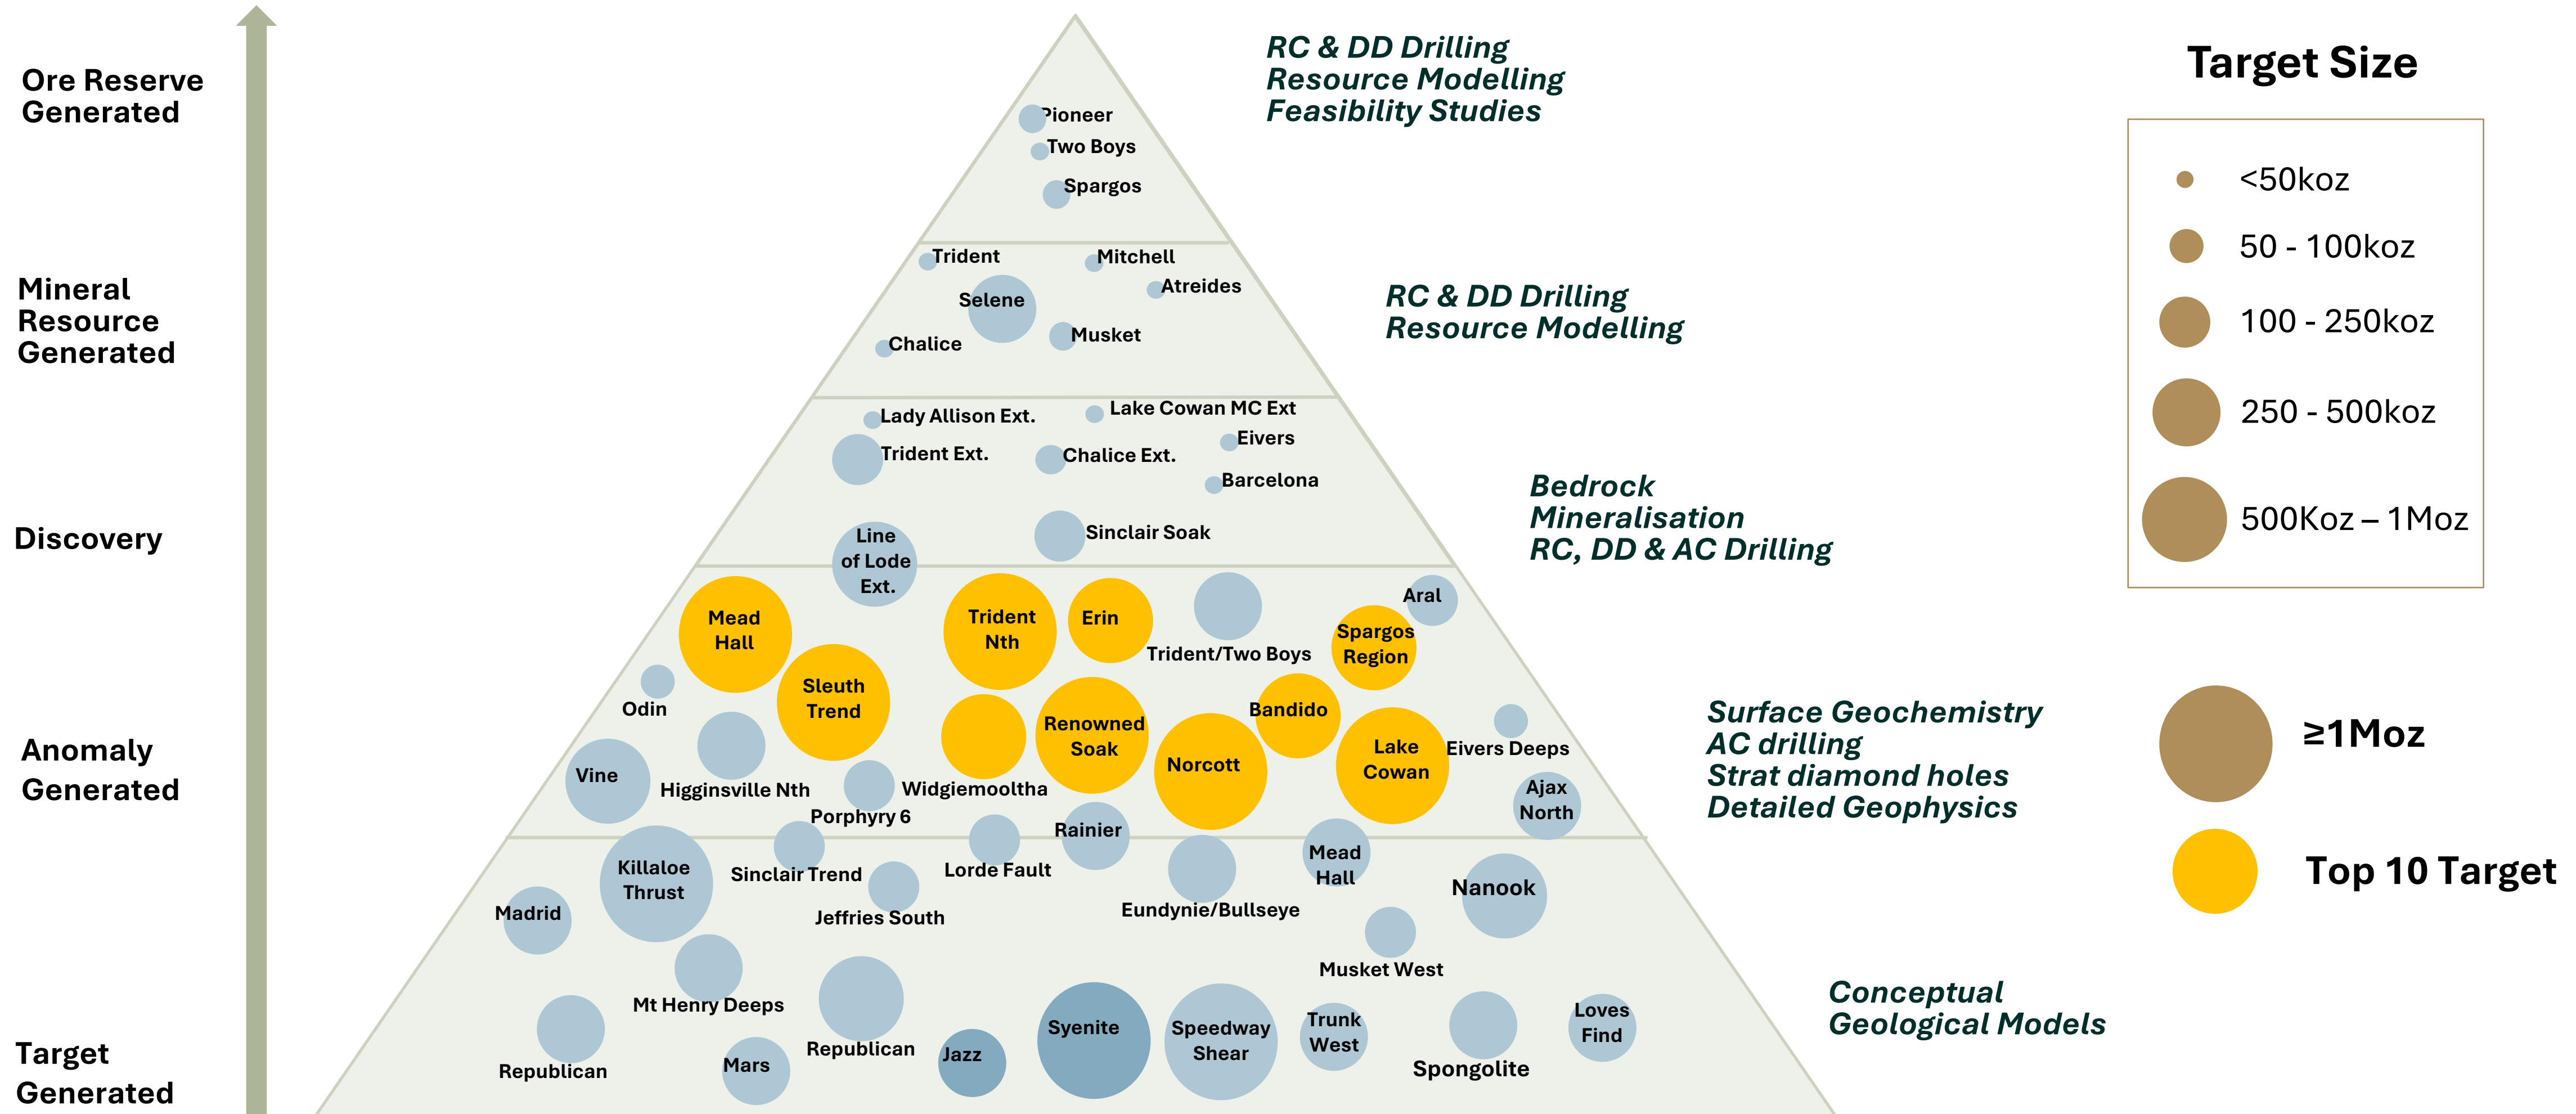 Ore Reserve
Generated
RC & DD Drilling
Resource Modelling
Feasibility Studies
Pioneer
Two Boys
Spargos
Mineral
Resource
Generated
RC & DD Drilling
Resource Modelling
Trident
Mitchell
Selene
Atreides
Musket
Chalice
Discovery
Bedrock
Mineralisation
RC, DD & AC Drilling
Lady Allison Ext.
Lake Cowan MC Ext
Eivers
Trident Ext.
Chalice Ext.
Barcelona
Line
of Lode
Ext.
Sinclair Soak
Anomaly
Generated
Surface Geochemistry
AC drilling
Strat diamond holes
Detailed Geophysics
Mead
Hall
Trident
Nth
Erin
Trident/Two Boys
Aral
Spargos
Region
Odin
Sleuth
Trend
Renowned
Soak
Bandido
Norcott
Lake
Cowan
Eivers Deeps
Vine
Higginsville Nth
Porphyry 6
Widgiemooltha
Ajax
North
Rainier
Target
Generated
Conceptual
Geological Models
Killaloe
Thrust
Sinclair Trend
Lorde Fault
Mead
Hall
Nanook
Madrid
Jeffries South
Eundynie/Bullseye
Musket West
Mt Henry Deeps
Republican
Mars
Republican
Jazz
Syenite
Speedway
Shear
Trunk
West
Spongolite
Loves
Find
Target Size
<50koz
50 - 100koz
100 - 250koz
250 - 500koz
500Koz – 1Moz
≥1Moz
Top 10 Target